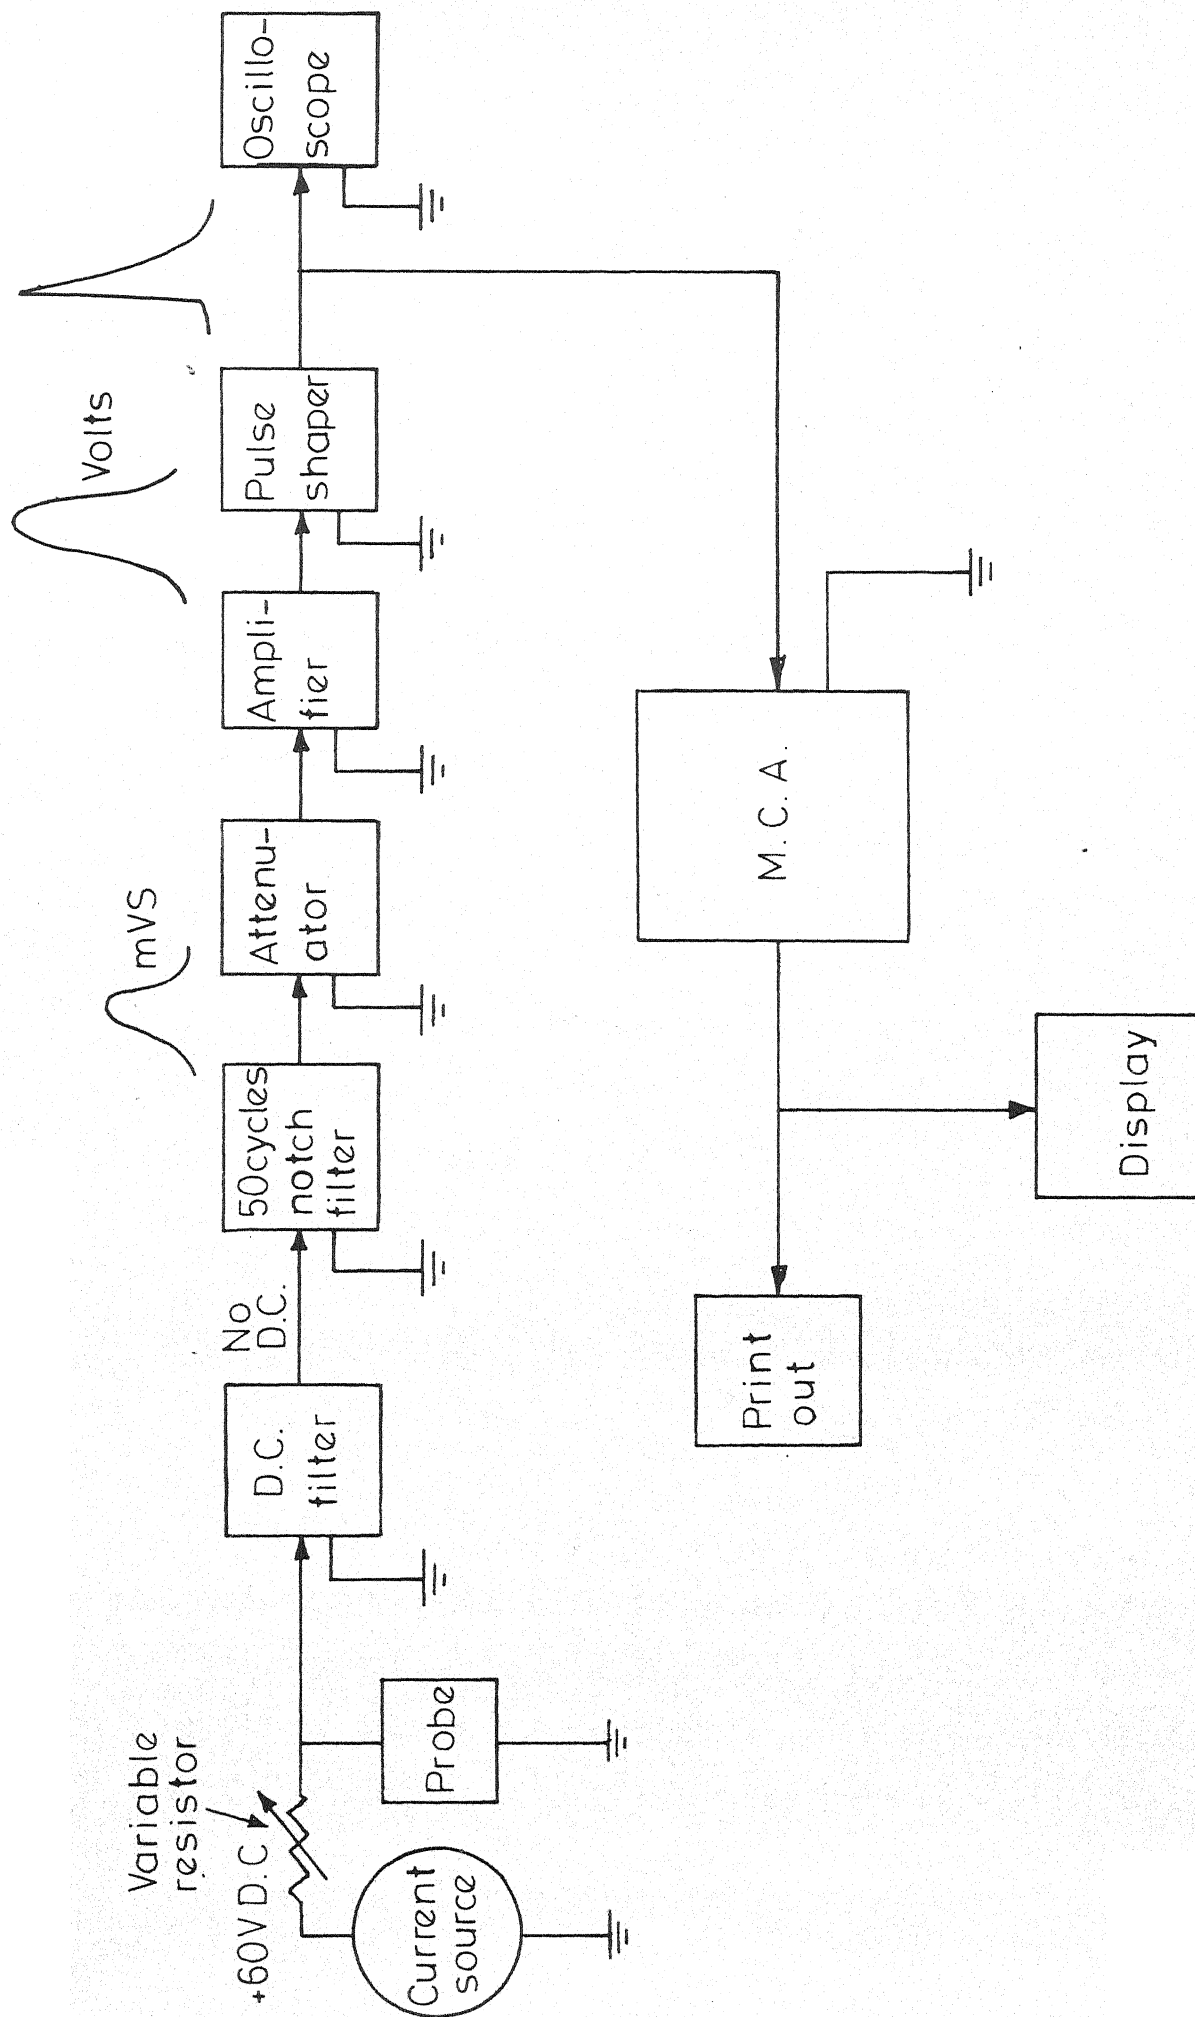 Variable
resistor
+60V D.C
Current
source
Probe
D.C.
filter
No
D.C.
50cycles
notch
filter
mVS
Attenu-
ator
Ampli-
fier
Volts
Pulse
shaper
Oscillo-
scope
M. C. A.
Print
out
Display